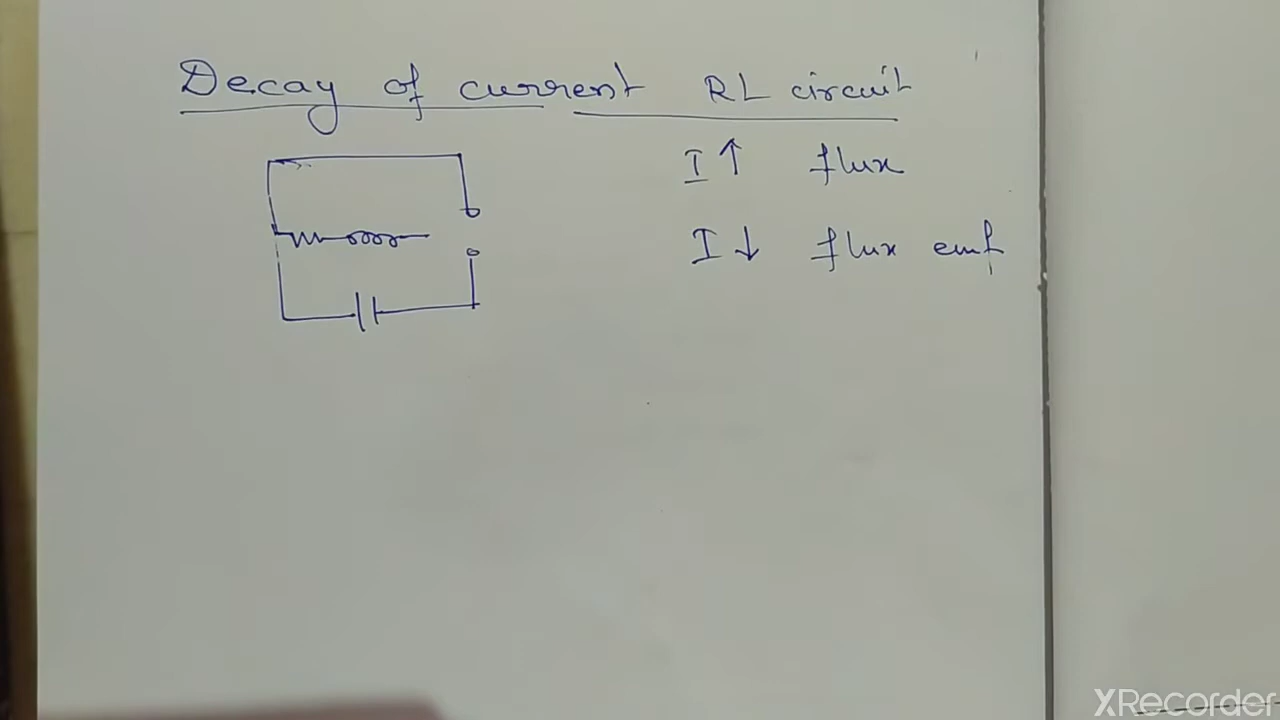 Decay of current RL circuit
I ↑ flux
I ↓ flux emf
XRecorder